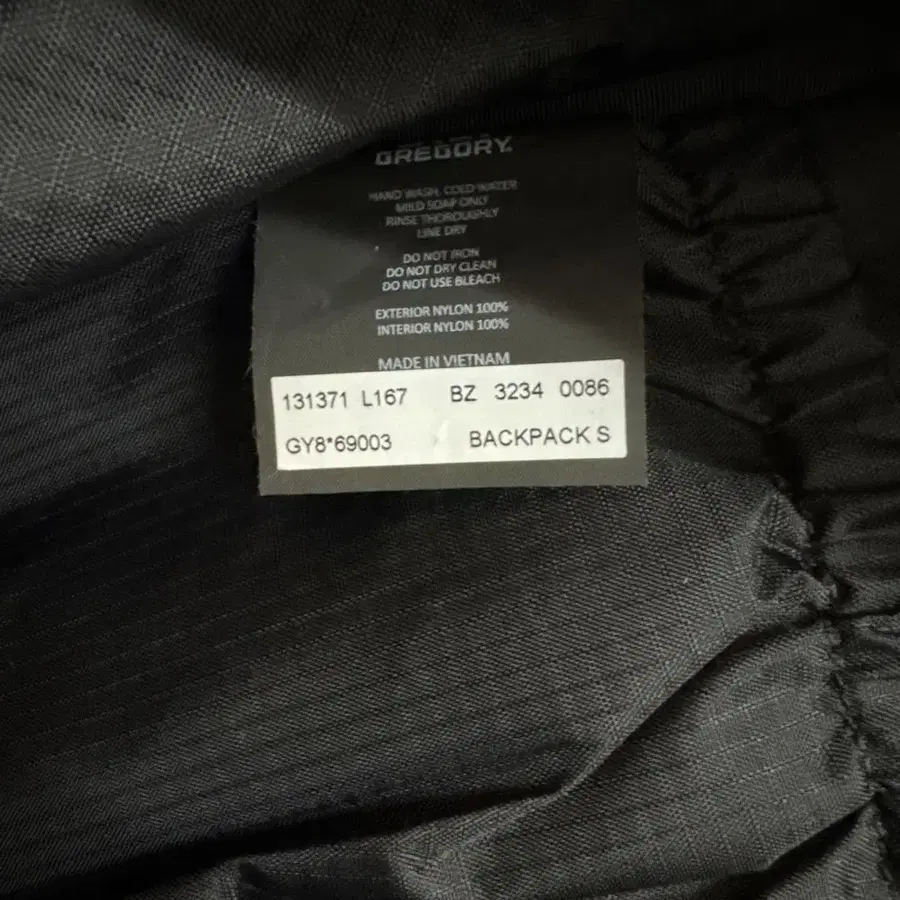 GREGORY.
HAND WASH, COLD WATER
MILD SOAP ONLY
RINSE THOROUGHLY
LINE DRY
DO NOT IRON
DO NOT DRY CLEAN
DO NOT USE BLEACH
EXTERIOR NYLON 100%
INTERIOR NYLON 100%
MADE IN VIETNAM
131371 L167 BZ 3234 0086
GY8*69003 BACKPACK S